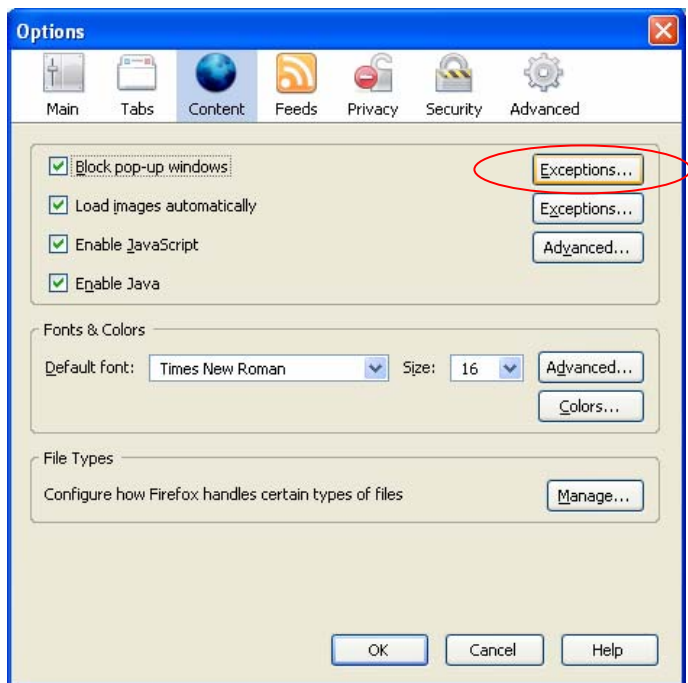 Options
Main Tabs Content Feeds Privacy Security Advanced
Block pop-up windows Exceptions...
Load images automatically Exceptions...
Enable JavaScript Advanced...
Enable Java
Fonts & Colors
Default font: Times New Roman Size: 16 Advanced...
Colors...
File Types
Configure how Firefox handles certain types of files Manage...
OK Cancel Help